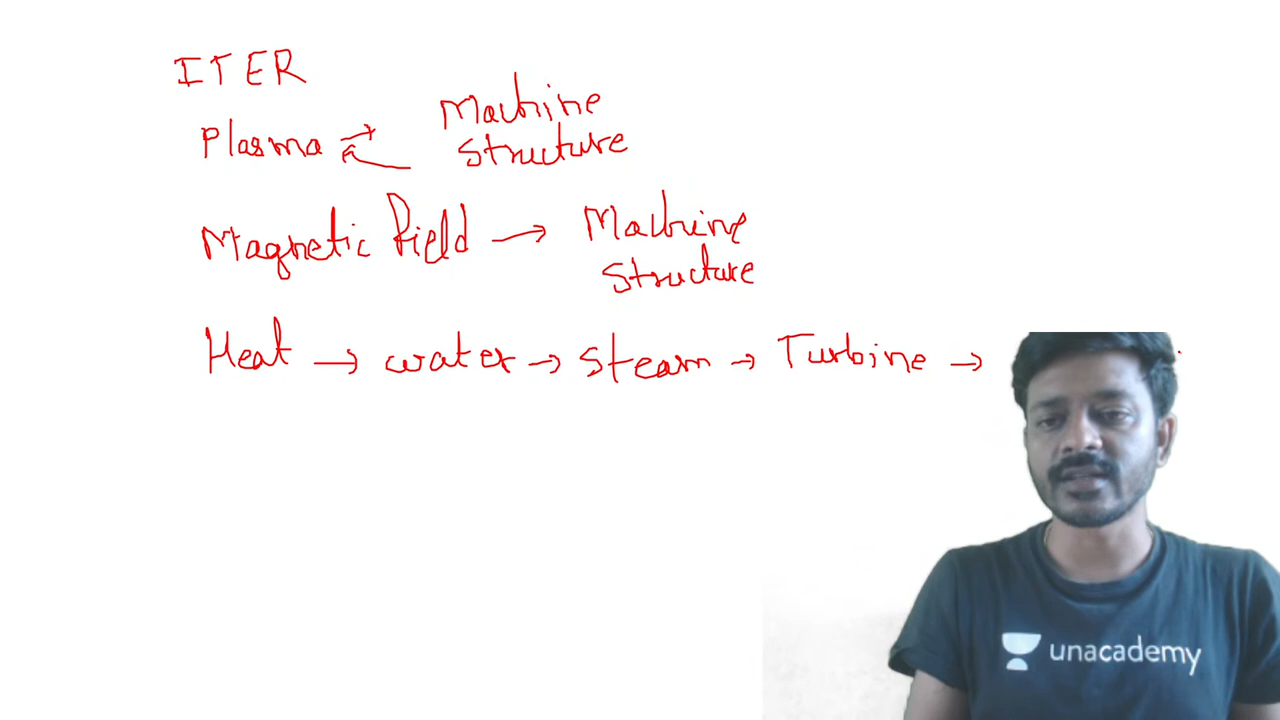 ITER
Plasma ⇄ Machine Structure
Magnetic field → Machine Structure
Heat → water → Steam → Turbine →
unacademy